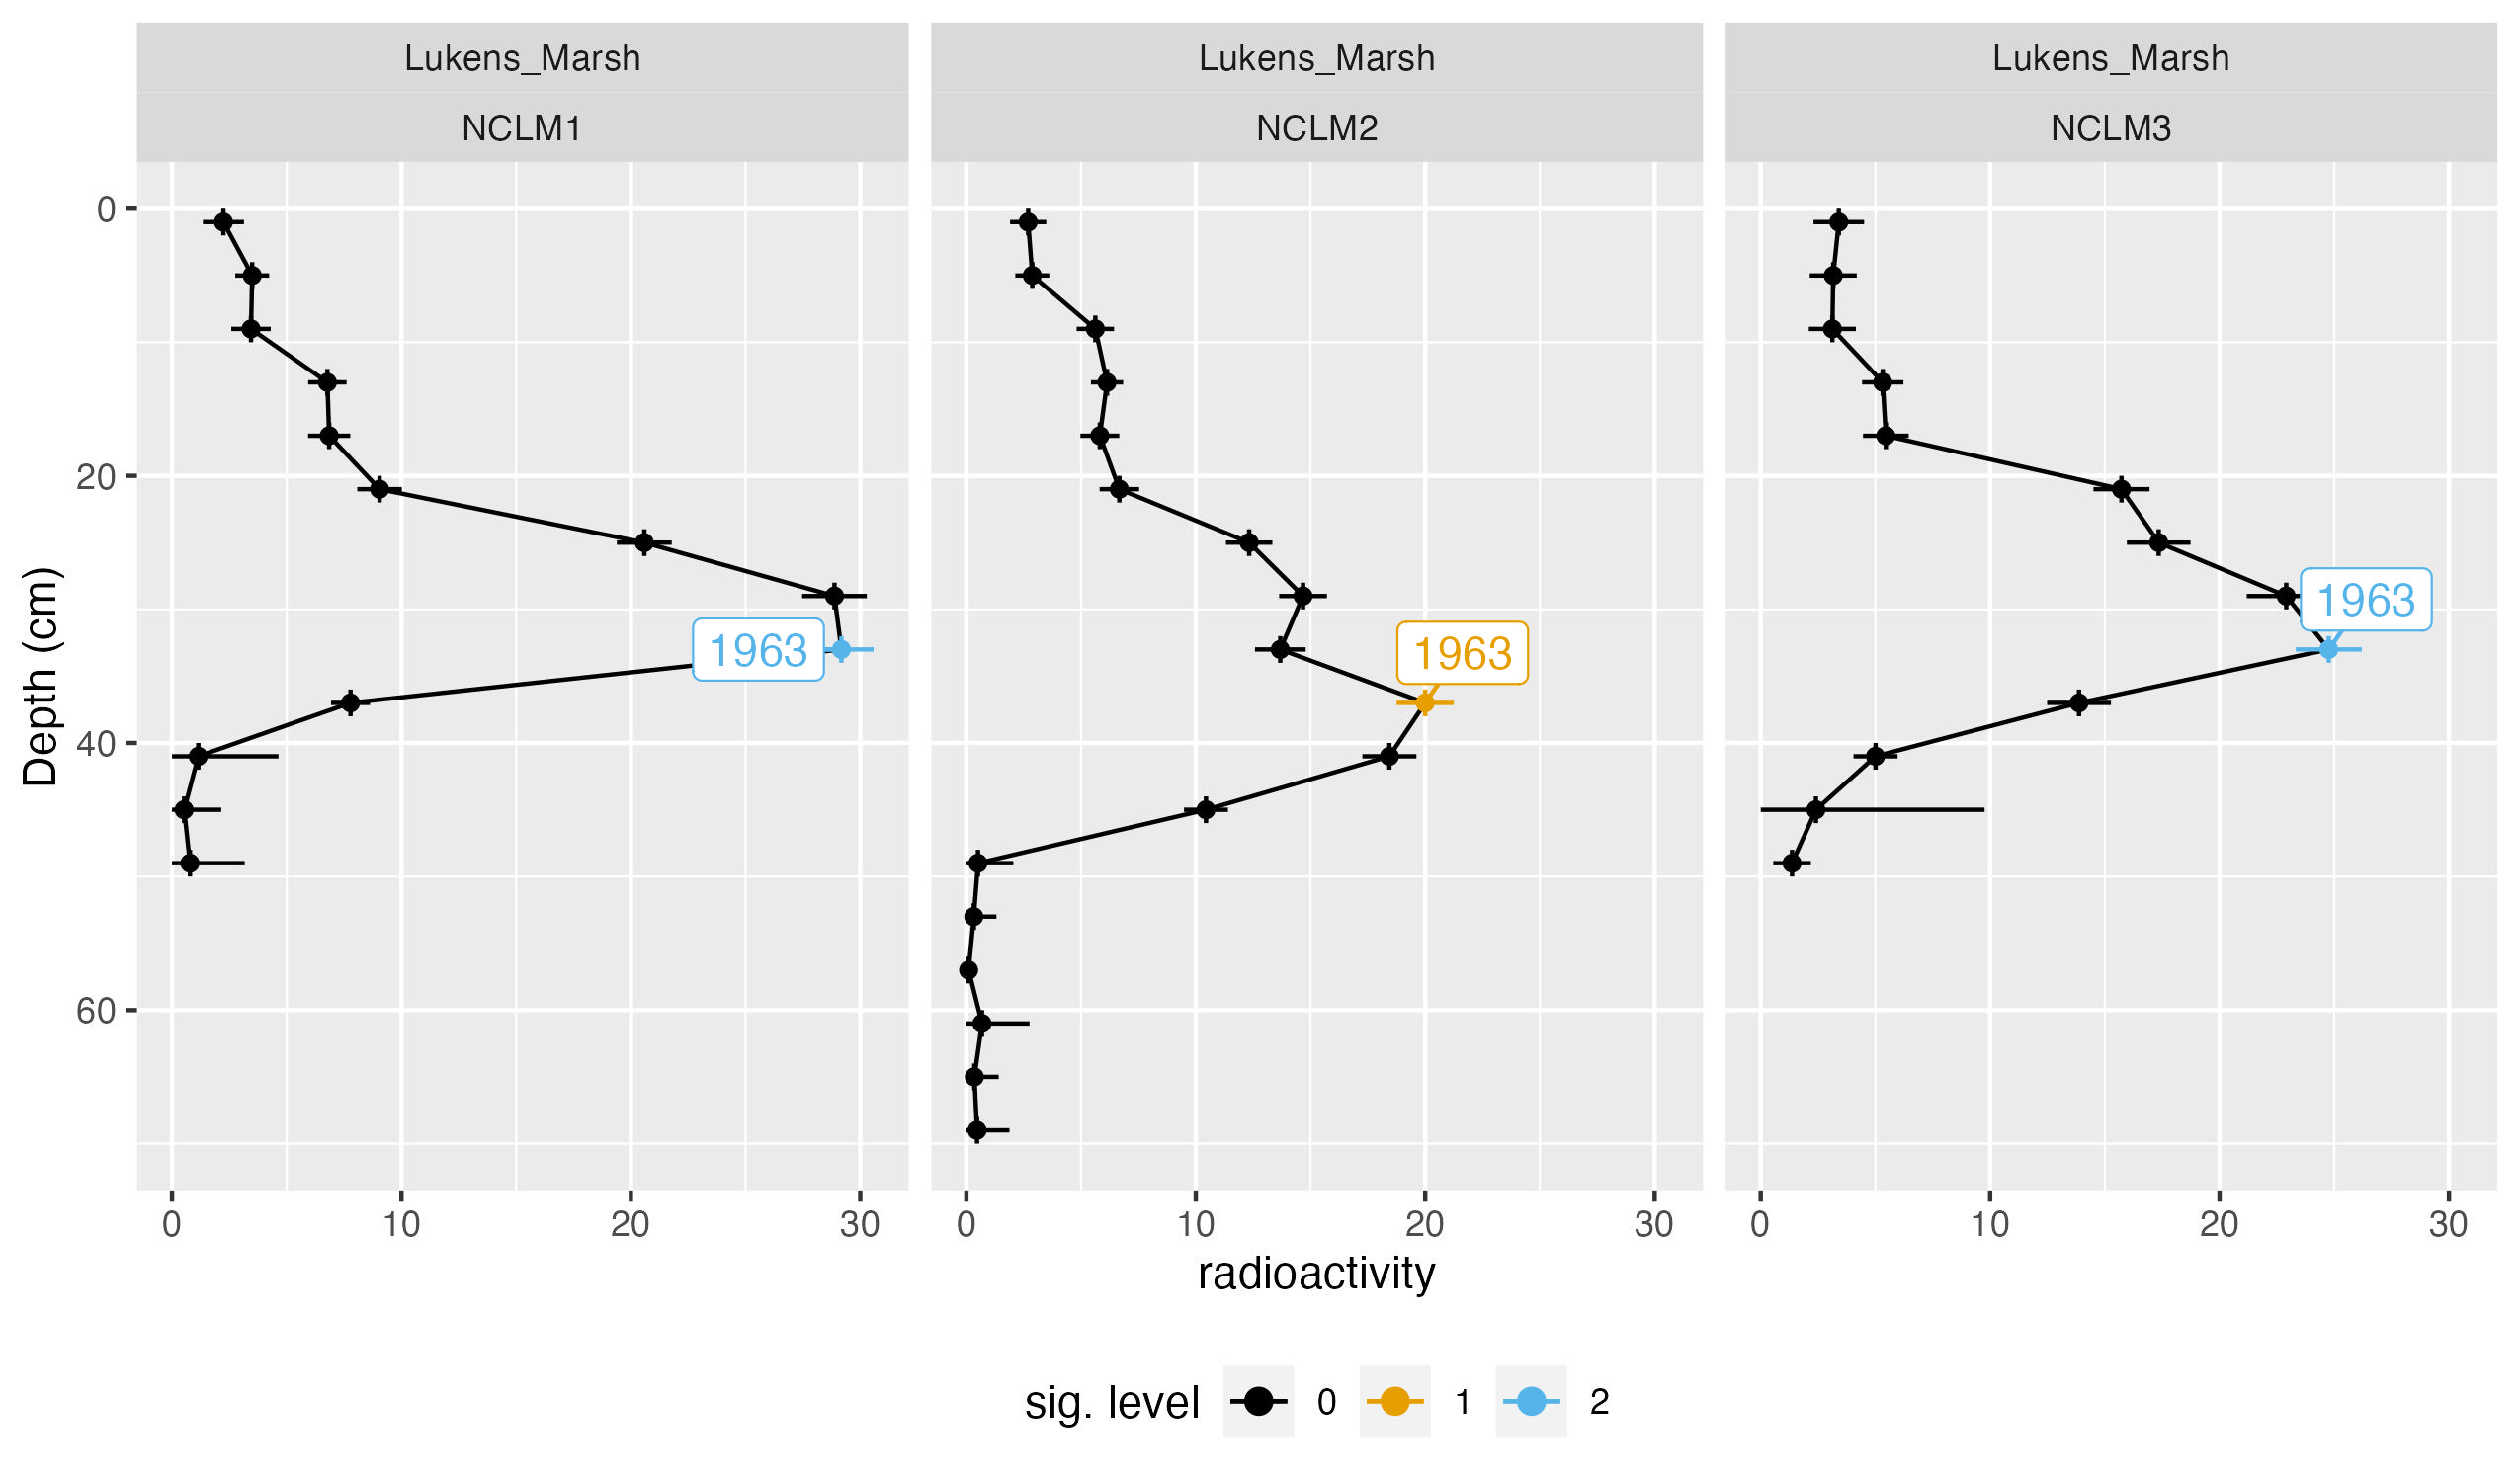 Lukens_Marsh Lukens_Marsh Lukens_Marsh
NCLM1 NCLM2 NCLM3
0
20
1963 1963 1963
40
60
Depth (cm)
0 10 20 30 0 10 20 30 0 10 20 30
radioactivity
sig. level 0 1 2